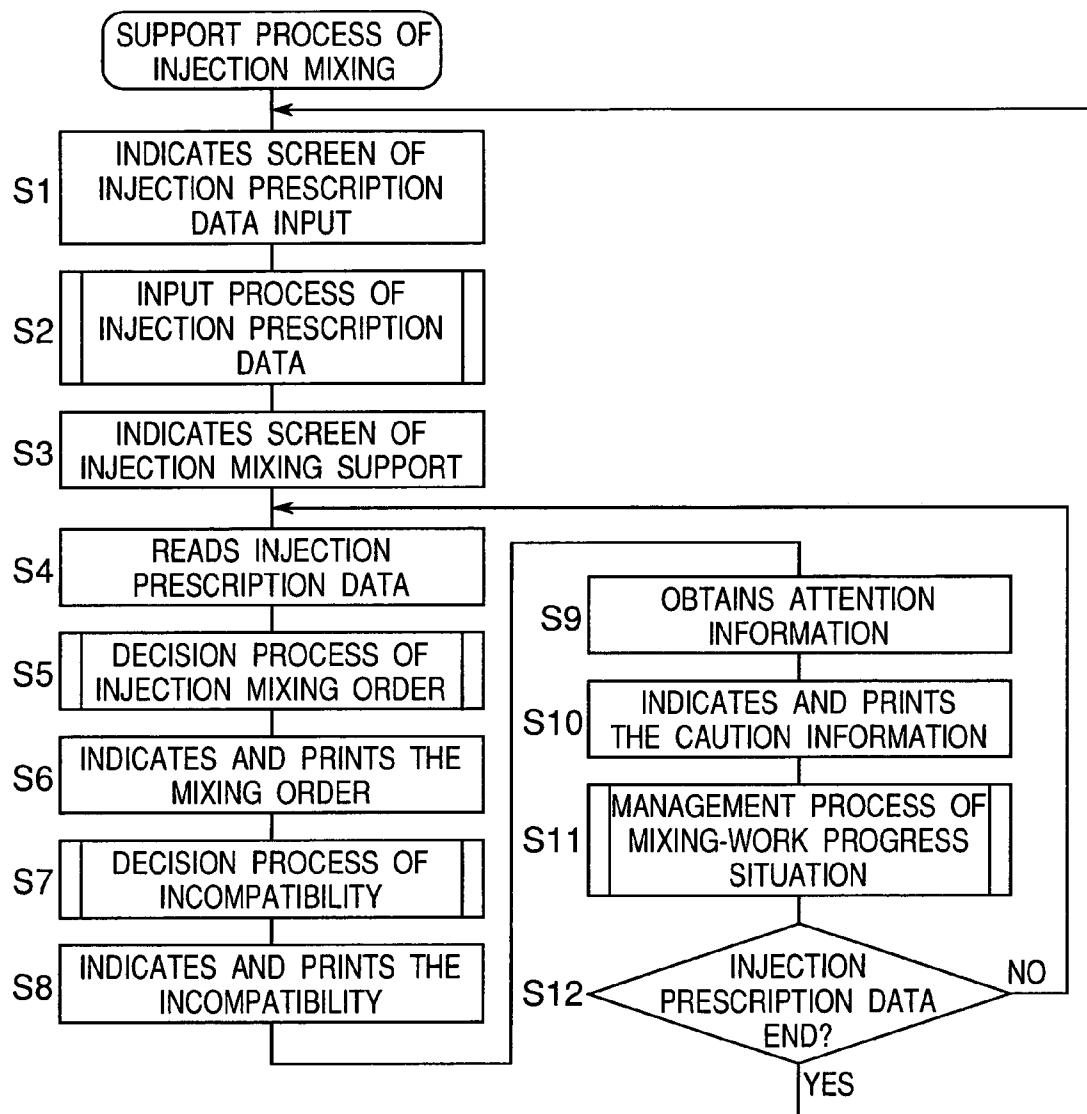 SUPPORT PROCESS OF
INJECTION MIXING
S1
INDICATES SCREEN OF
INJECTION PRESCRIPTION
DATA INPUT
S2
INPUT PROCESS OF
INJECTION PRESCRIPTION
DATA
S3
INDICATES SCREEN OF
INJECTION MIXING SUPPORT
S4
READS INJECTION
PRESCRIPTION DATA
S5
DECISION PROCESS OF
INJECTION MIXING ORDER
S6
INDICATES AND PRINTS THE
MIXING ORDER
S7
DECISION PROCESS OF
INCOMPATIBILITY
S8
INDICATES AND PRINTS THE
INCOMPATIBILITY
S9
OBTAINS ATTENTION
INFORMATION
S10
INDICATES AND PRINTS
THE CAUTION INFORMATION
S11
MANAGEMENT PROCESS OF
MIXING-WORK PROGRESS
SITUATION
S12
INJECTION
PRESCRIPTION DATA
END?
NO
YES